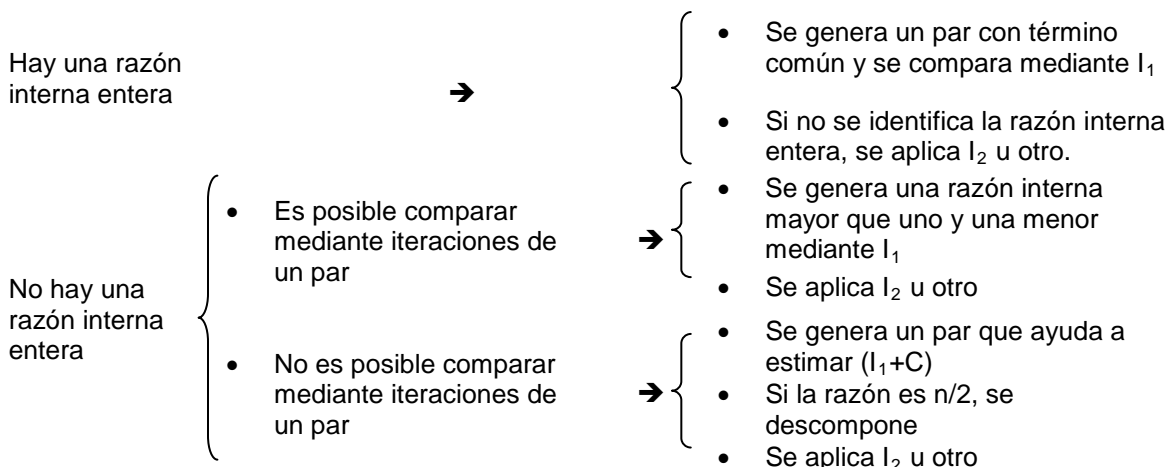 Hay una razón
interna entera
➔
• Se genera un par con término
común y se compara mediante I₁
• Si no se identifica la razón interna
entera, se aplica I₂ u otro.
No hay una
razón interna
entera
• Es posible comparar
mediante iteraciones de
un par
➔
• Se genera una razón interna
mayor que uno y una menor
mediante I₁
• Se aplica I₂ u otro
• No es posible comparar
mediante iteraciones de
un par
➔
• Se genera un par que ayuda a
estimar (I₁+C)
• Si la razón es n/2, se
descompone
• Se aplica I₂ u otro